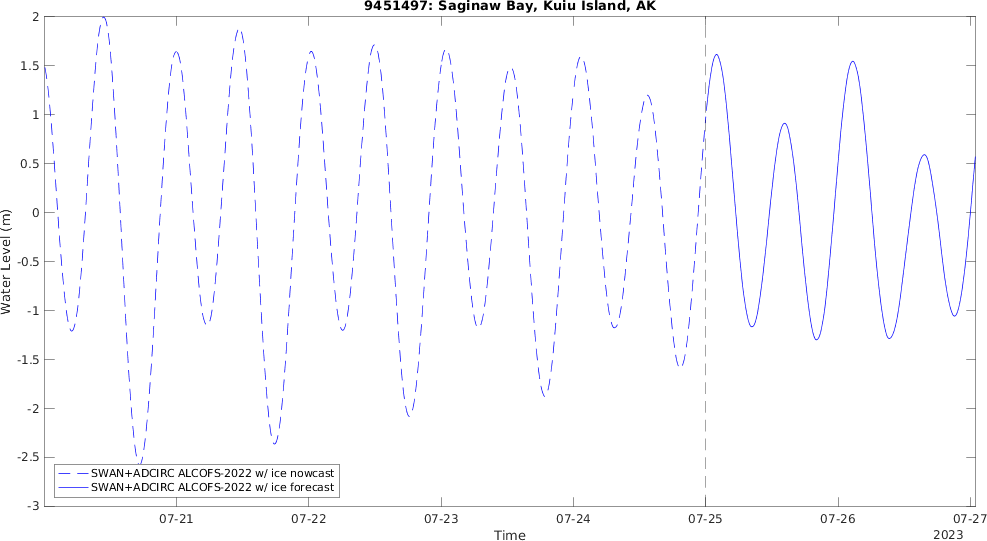 9451497: Saginaw Bay, Kuiu Island, AK
Water Level (m)
2
1.5
1
0.5
0
-0.5
-1
-1.5
-2
-2.5
-3
SWAN+ADCIRC ALCOFS-2022 w/ ice nowcast
SWAN+ADCIRC ALCOFS-2022 w/ ice forecast
07-21 07-22 07-23 07-24 07-25 07-26 07-27
Time
2023